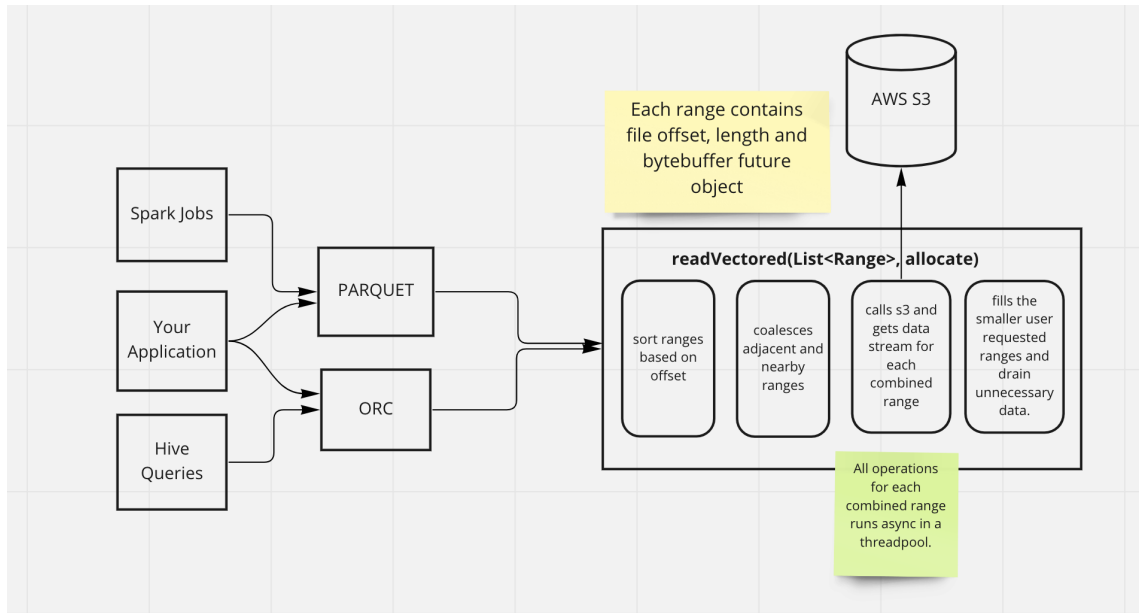 Spark Jobs
Your
Application
Hive
Queries
PARQUET
ORC
Each range contains
file offset, length and
bytebuffer future
object
AWS S3
readVectored(List<Range>, allocate)
sort ranges
based on
offset
coalesces
adjacent and
nearby
ranges
calls s3 and
gets data
stream for
each
combined
range
fills the
smaller user
requested
ranges and
drain
unnecessary
data.
All operations
for each
combined range
runs async in a
threadpool.